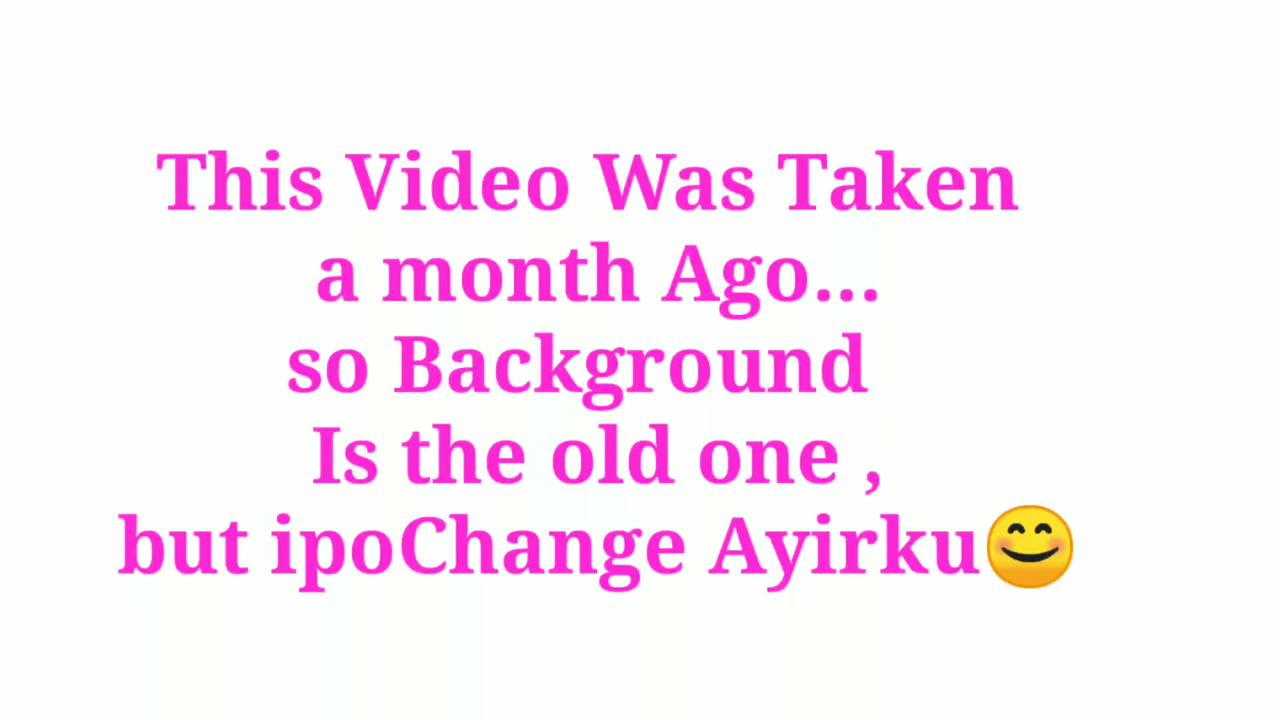 This Video Was Taken
a month Ago...
so Background
Is the old one ,
but ipoChange Ayirku😊